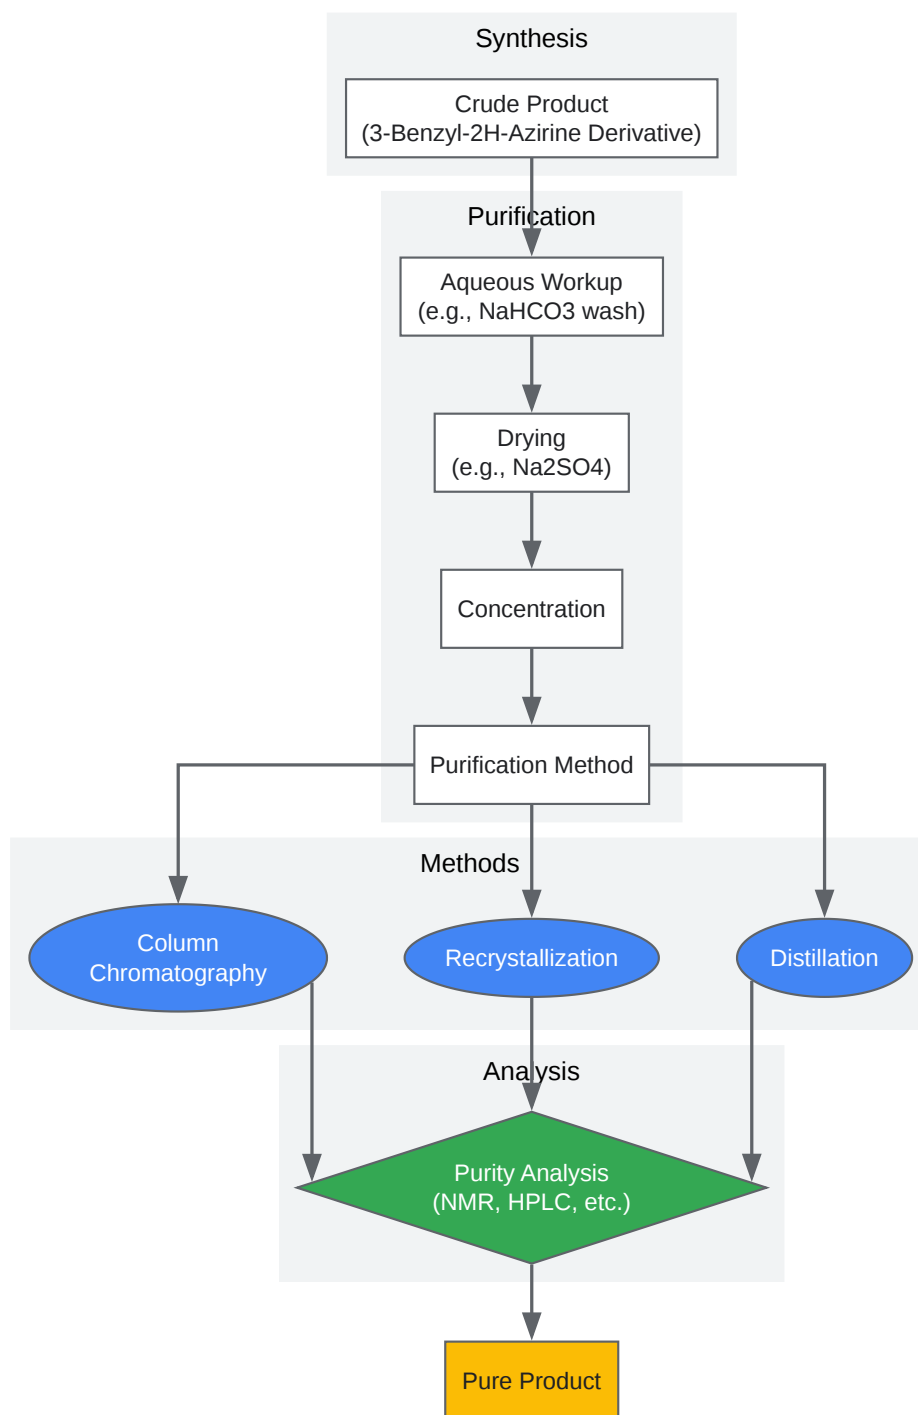 Synthesis
Crude Product
(3-Benzyl-2H-Azirine Derivative)
Purification
Aqueous Workup
(e.g., NaHCO3 wash)
Drying
(e.g., Na2SO4)
Concentration
Purification Method
Methods
Column
Chromatography
Recrystallization
Distillation
Analysis
Purity Analysis
(NMR, HPLC, etc.)
Pure Product